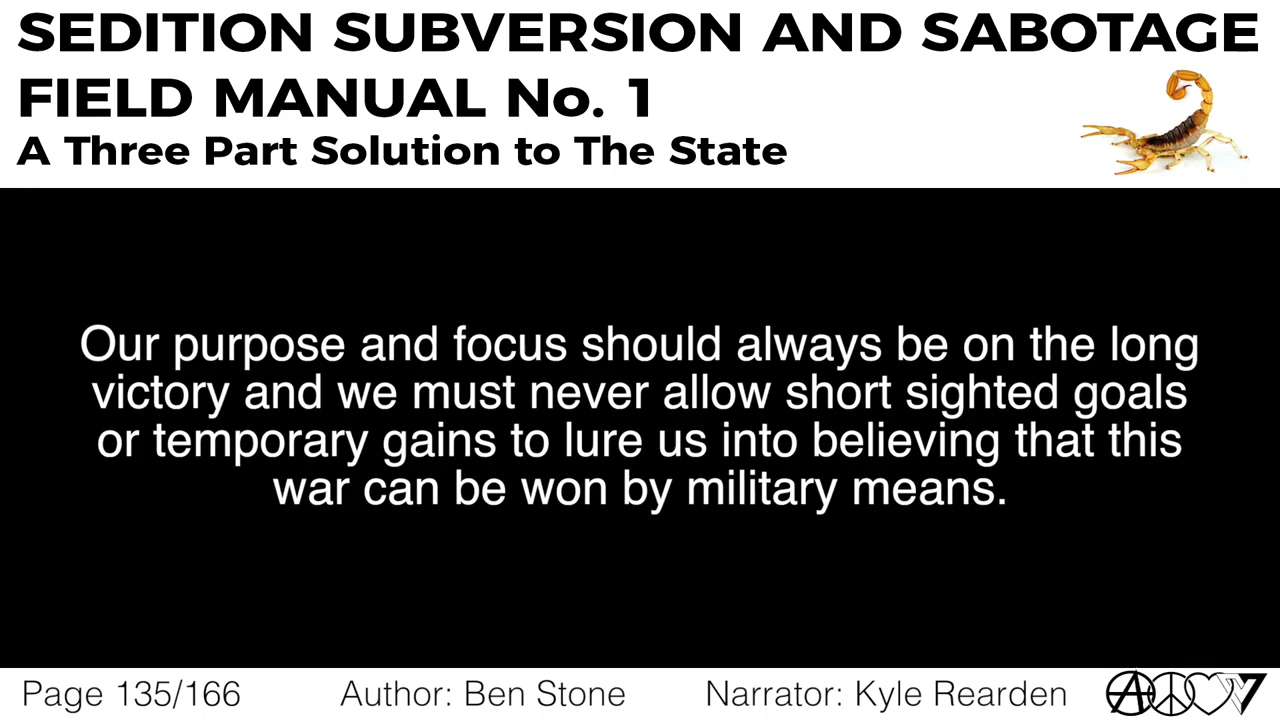 SEDITION SUBVERSION AND SABOTAGE
FIELD MANUAL No. 1
A Three Part Solution to The State
Our purpose and focus should always be on the long
victory and we must never allow short sighted goals
or temporary gains to lure us into believing that this
war can be won by military means.
Page 135/166 Author: Ben Stone Narrator: Kyle Rearden